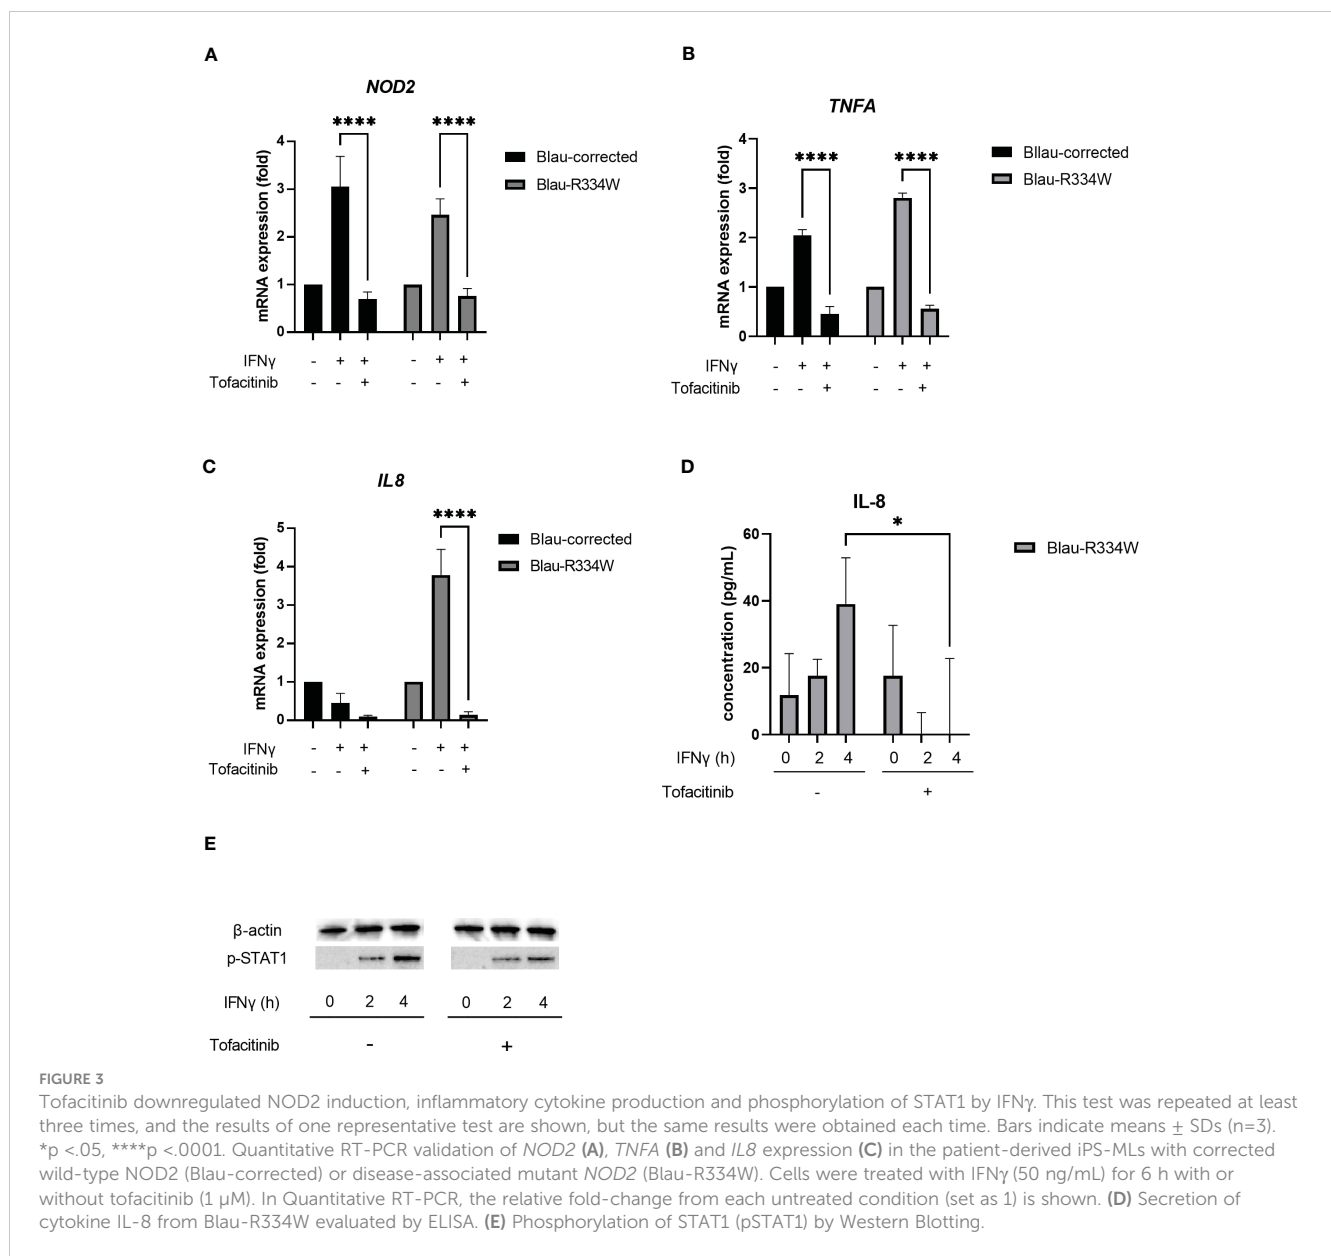 A
NOD2
**** ****
mRNA expression (fold)
4
3
2
1
0
Blau-corrected
Blau-R334W
IFNγ - + + - + +
Tofacitinib - - + - - +
B
TNFA
**** ****
mRNA expression (fold)
4
3
2
1
0
Bllau-corrected
Blau-R334W
IFNγ - + + - + +
Tofacitinib - - + - - +
C
IL8
****
mRNA expression (fold)
5
4
3
2
1
0
Blau-corrected
Blau-R334W
IFNγ - + + - + +
Tofacitinib - - + - - +
D
IL-8
*
concentration (pg/mL)
60
40
20
0
Blau-R334W
IFNγ (h) 0 2 4 0 2 4
Tofacitinib - +
E
β-actin
p-STAT1
IFNγ (h) 0 2 4 0 2 4
Tofacitinib - +
FIGURE 3
Tofacitinib downregulated NOD2 induction, inflammatory cytokine production and phosphorylation of STAT1 by IFNγ. This test was repeated at least
three times, and the results of one representative test are shown, but the same results were obtained each time. Bars indicate means ± SDs (n=3).
*p <.05, ****p <.0001. Quantitative RT-PCR validation of NOD2 (A), TNFA (B) and IL8 expression (C) in the patient-derived iPS-MLs with corrected
wild-type NOD2 (Blau-corrected) or disease-associated mutant NOD2 (Blau-R334W). Cells were treated with IFNγ (50 ng/mL) for 6 h with or
without tofacitinib (1 μM). In Quantitative RT-PCR, the relative fold-change from each untreated condition (set as 1) is shown. (D) Secretion of
cytokine IL-8 from Blau-R334W evaluated by ELISA. (E) Phosphorylation of STAT1 (pSTAT1) by Western Blotting.